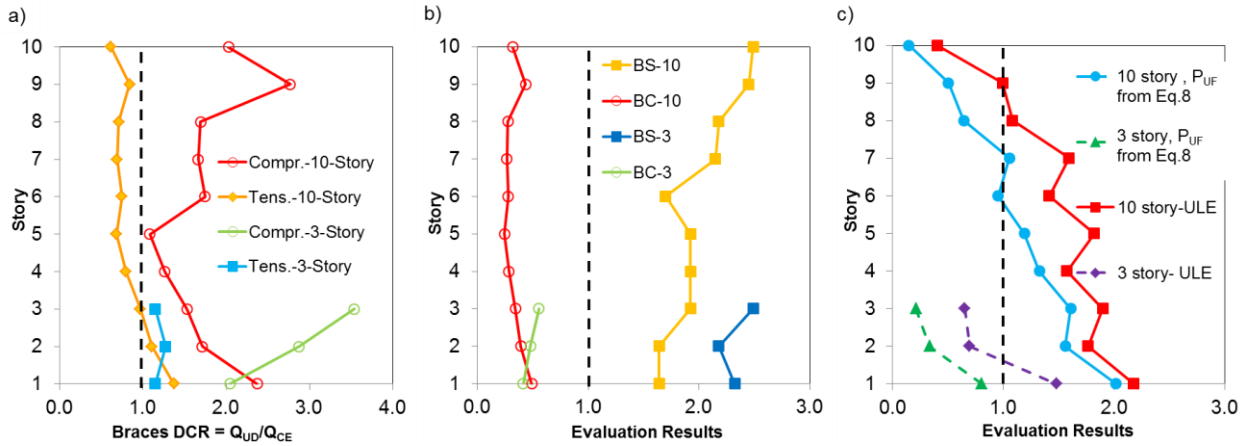 a)
Story
10
9
8
7
6
5
4
3
2
1
0.0 1.0 2.0 3.0 4.0
Braces DCR = QUD/QCE
Compr.-10-Story
Tens.-10-Story
Compr.-3-Story
Tens.-3-Story
b)
Story
10
9
8
7
6
5
4
3
2
1
0.0 1.0 2.0 3.0
Evaluation Results
BS-10
BC-10
BS-3
BC-3
c)
Story
10
9
8
7
6
5
4
3
2
1
0.0 1.0 2.0 3.0
Evaluation Results
10 story , PUF
from Eq.8
3 story, PUF
from Eq.8
10 story-ULE
3 story- ULE